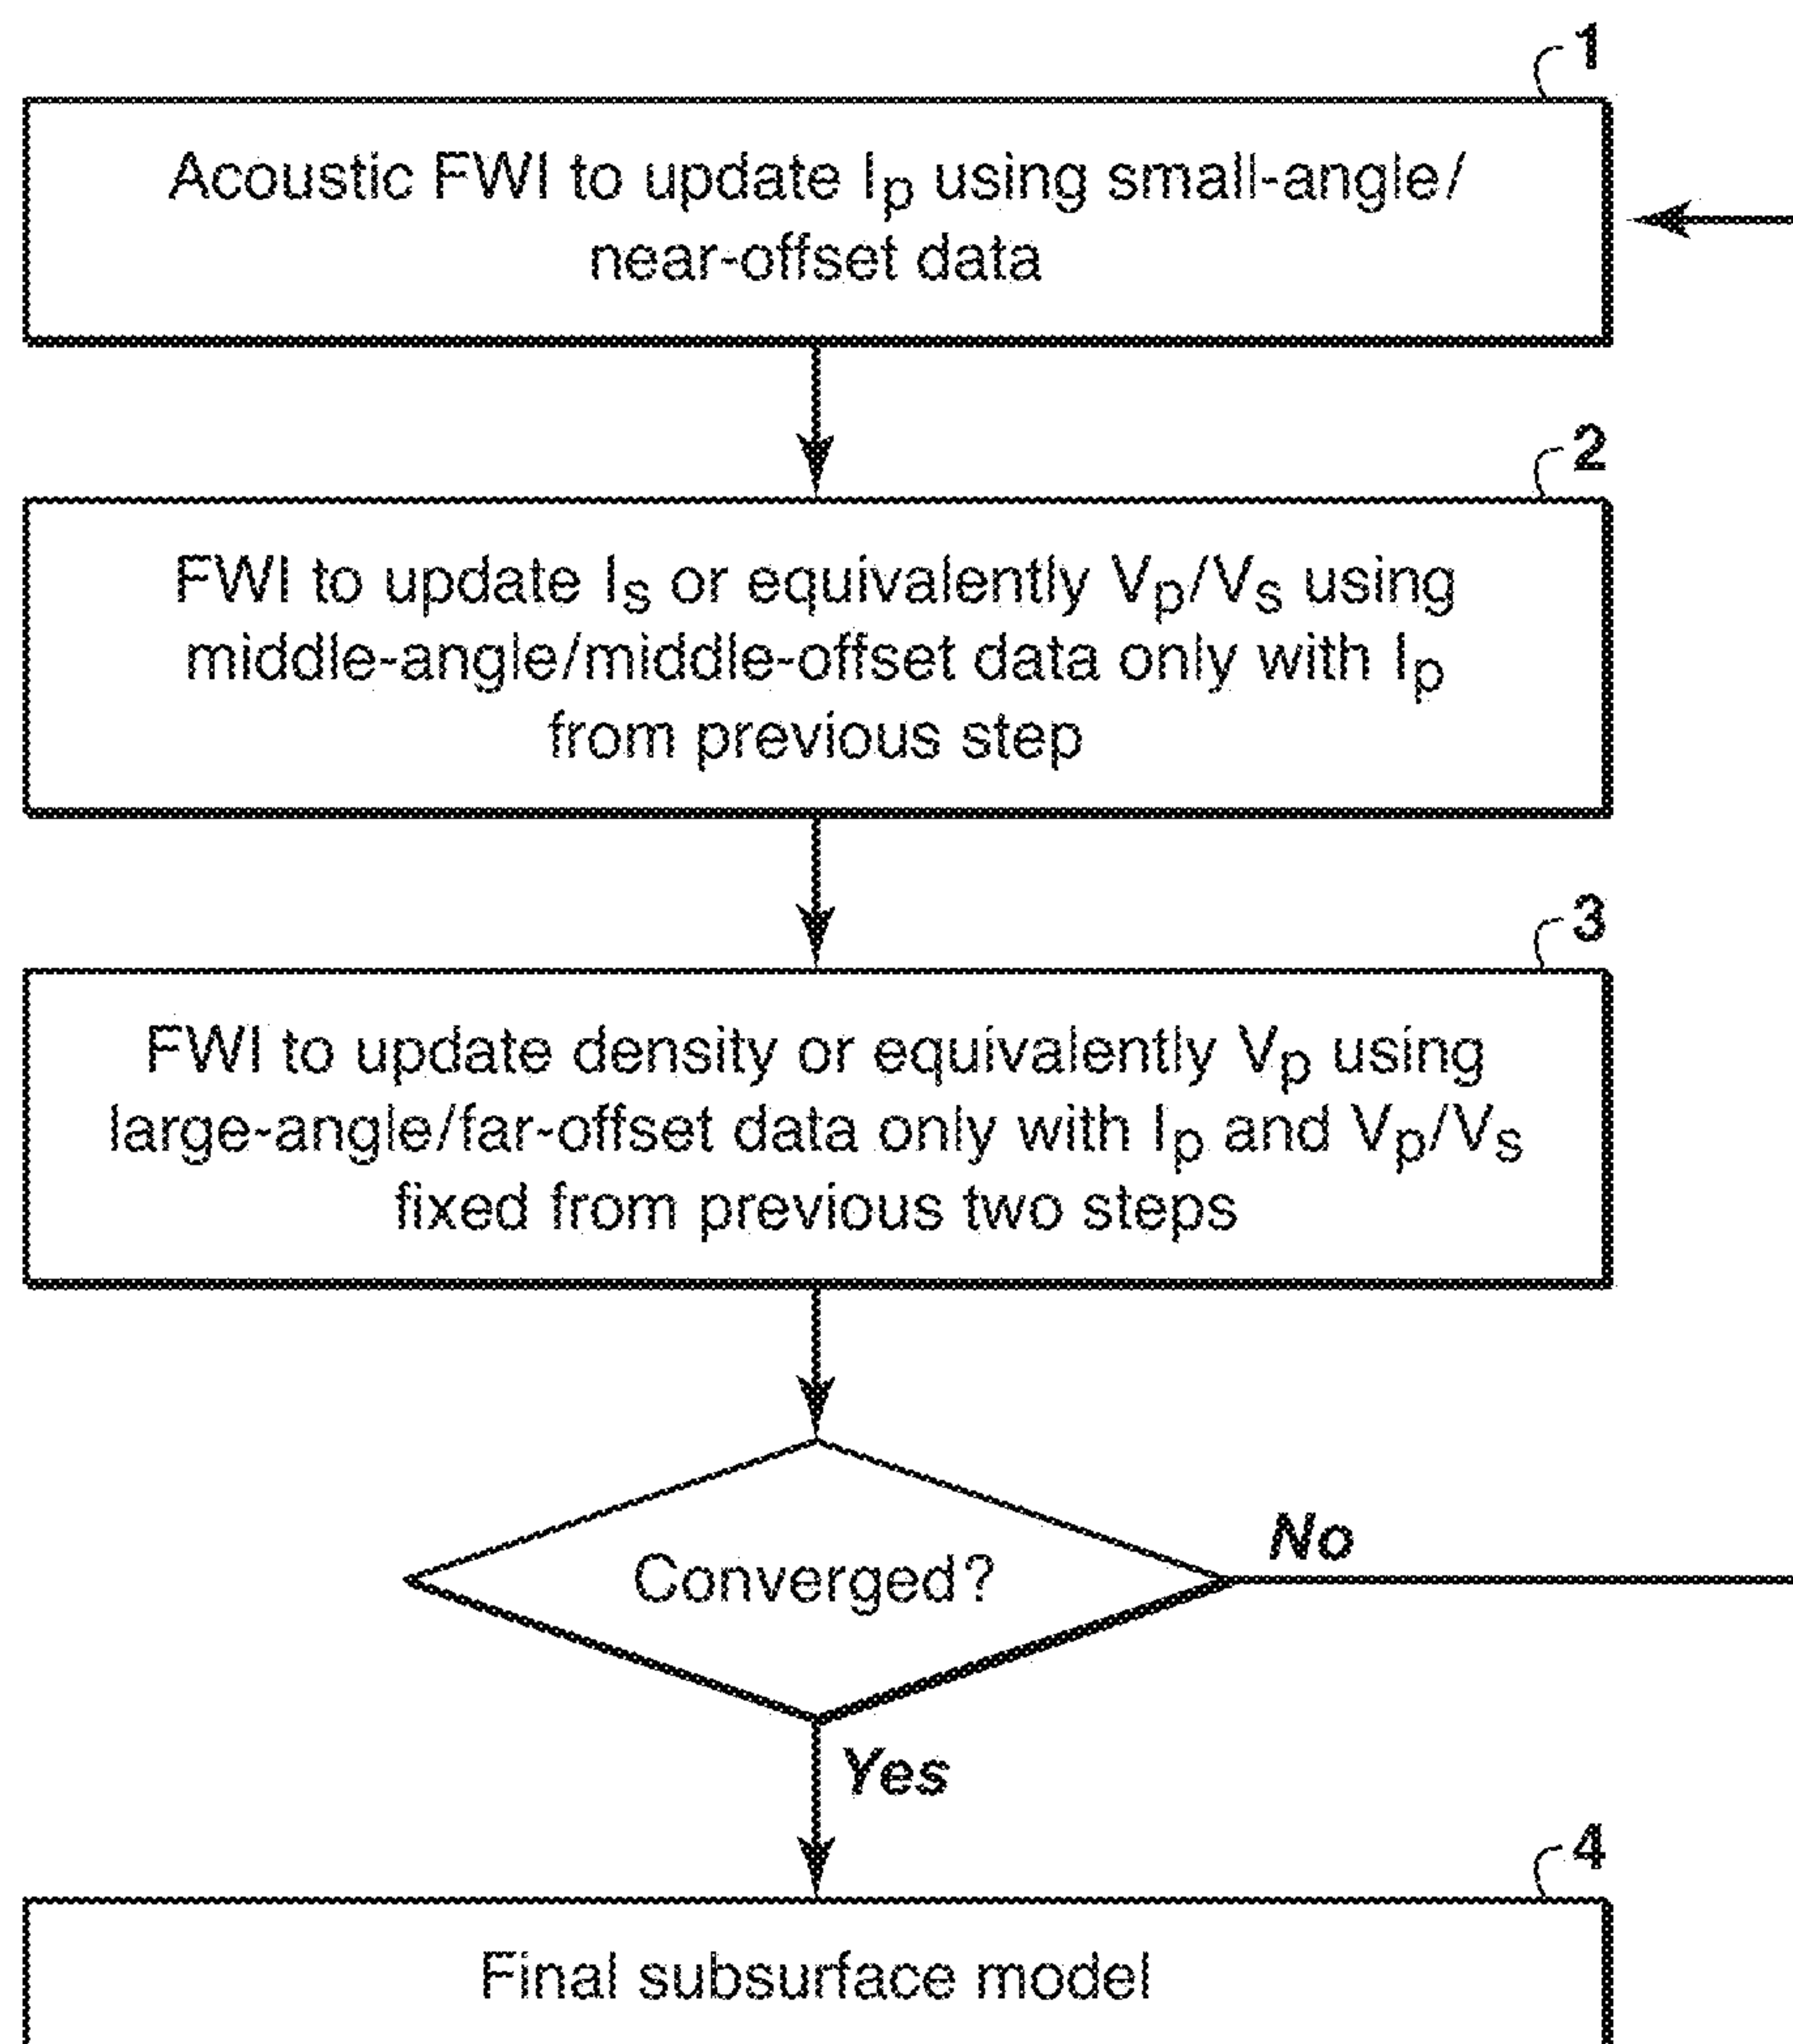 1
Acoustic FWI to update Ip using small-angle/
near-offset data
2
FWI to update Is or equivalently Vp/Vs using
middle-angle/middle-offset data only with Ip
from previous step
3
FWI to update density or equivalently Vp using
large-angle/far-offset data only with Ip and Vp/Vs
fixed from previous two steps
Converged?
No
Yes
4
Final subsurface model